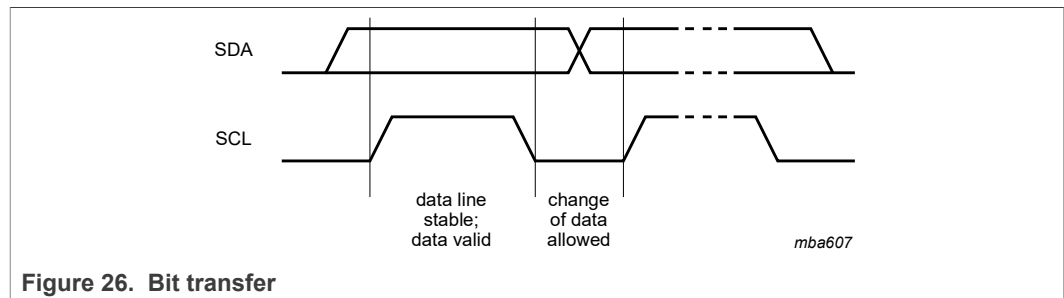 SDA
SCL
data line
stable;
data valid
change
of data
allowed
mba607
Figure 26. Bit transfer